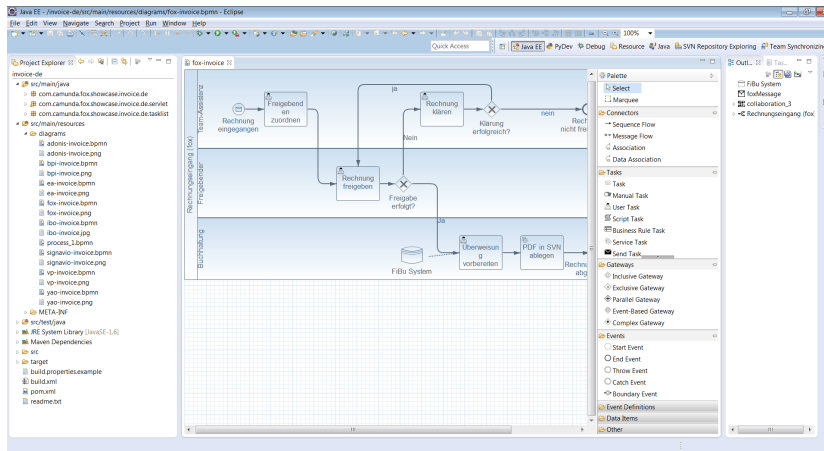 Java EE - /invoice-de/src/main/resources/diagrams/fox-invoice.bpmn - Eclipse
File Edit View Navigate Search Project Run Window Help
100%
Quick Access
Java EE PyDev Debug Resource Java SVN Repository Exploring Team Synchronizin
Project Explorer
invoice-de
src/main/java
com.camunda.fox.showcase.invoice.de
com.camunda.fox.showcase.invoice.de.servlet
com.camunda.fox.showcase.invoice.de.tasklist
src/main/resources
diagrams
adonis-invoice.bpmn
adonis-invoice.png
bpi-invoice.bpmn
bpi-invoice.png
ea-invoice.bpmn
ea-invoice.png
fox-invoice.bpmn
fox-invoice.png
ibo-invoice.bpmn
ibo-invoice.jpg
process_1.bpmn
signavio-invoice.bpmn
signavio-invoice.png
vp-invoice.bpmn
vp-invoice.png
yao-invoice.bpmn
yao-invoice.png
META-INF
src/test/java
JRE System Library [JavaSE-1.6]
Maven Dependencies
src
target
build.properties.example
build.xml
pom.xml
readme.txt
fox-invoice
Rechnungseingang (fox)
Team-Assistenz
Rechnung
eingegangen
Freigebend
en
zuordnen
ja
Rechnung
klären
Klärung
erfolgreich?
nein
Rech
nicht frei
Nein
Freigebender
Rechnung
freigeben
Freigabe
erfolgt?
Ja
Buchhaltung
FiBu System
Überweisun
g
vorbereiten
PDF in SVN
ablegen
Rechnu
abg
Palette
Select
Marquee
Connectors
Sequence Flow
Message Flow
Association
Data Association
Tasks
Task
Manual Task
User Task
Script Task
Business Rule Task
Service Task
Send Task
Gateways
Inclusive Gateway
Exclusive Gateway
Parallel Gateway
Event-Based Gateway
Complex Gateway
Events
Start Event
End Event
Throw Event
Catch Event
Boundary Event
Event Definitions
Data Items
Other
Outl...
Tas...
FiBu System
foxMessage
collaboration_3
Rechnungseingang (fox)